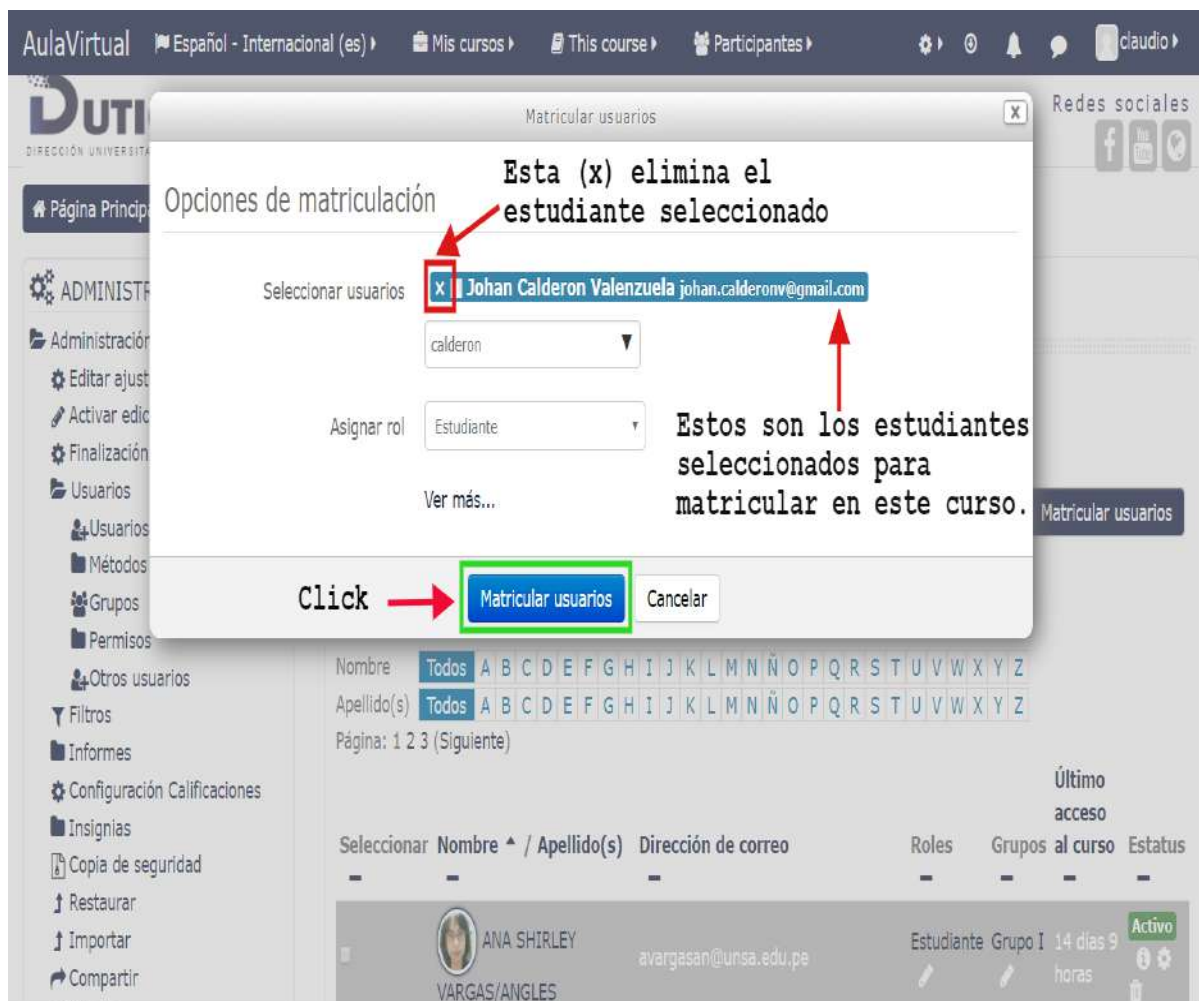 AulaVirtual Español - Internacional (es) Mis cursos This course Participantes claudio
DUTI
DIRECCIÓN UNIVERSITA
Redes sociales
Matricular usuarios X
Página Princip
Opciones de matriculación
Esta (x) elimina el
estudiante seleccionado
Seleccionar usuarios x Johan Calderon Valenzuela johan.calderonv@gmail.com
calderon
Asignar rol Estudiante
Estos son los estudiantes
seleccionados para
matricular en este curso.
Ver más...
Click Matricular usuarios Cancelar
Matricular usuarios
ADMINISTR
Administración
Editar ajust
Activar edic
Finalización
Usuarios
Usuarios
Métodos
Grupos
Permisos
Otros usuarios
Filtros
Informes
Configuración Calificaciones
Insignias
Copia de seguridad
Restaurar
Importar
Compartir
Nombre Todos A B C D E F G H I J K L M N Ñ O P Q R S T U V W X Y Z
Apellido(s) Todos A B C D E F G H I J K L M N Ñ O P Q R S T U V W X Y Z
Página: 1 2 3 (Siguiente)
Último
acceso
Seleccionar Nombre / Apellido(s) Dirección de correo Roles Grupos al curso Estatus
ANA SHIRLEY
VARGAS/ANGLES
avargasan@unsa.edu.pe
Estudiante Grupo I 14 días 9
horas
Activo